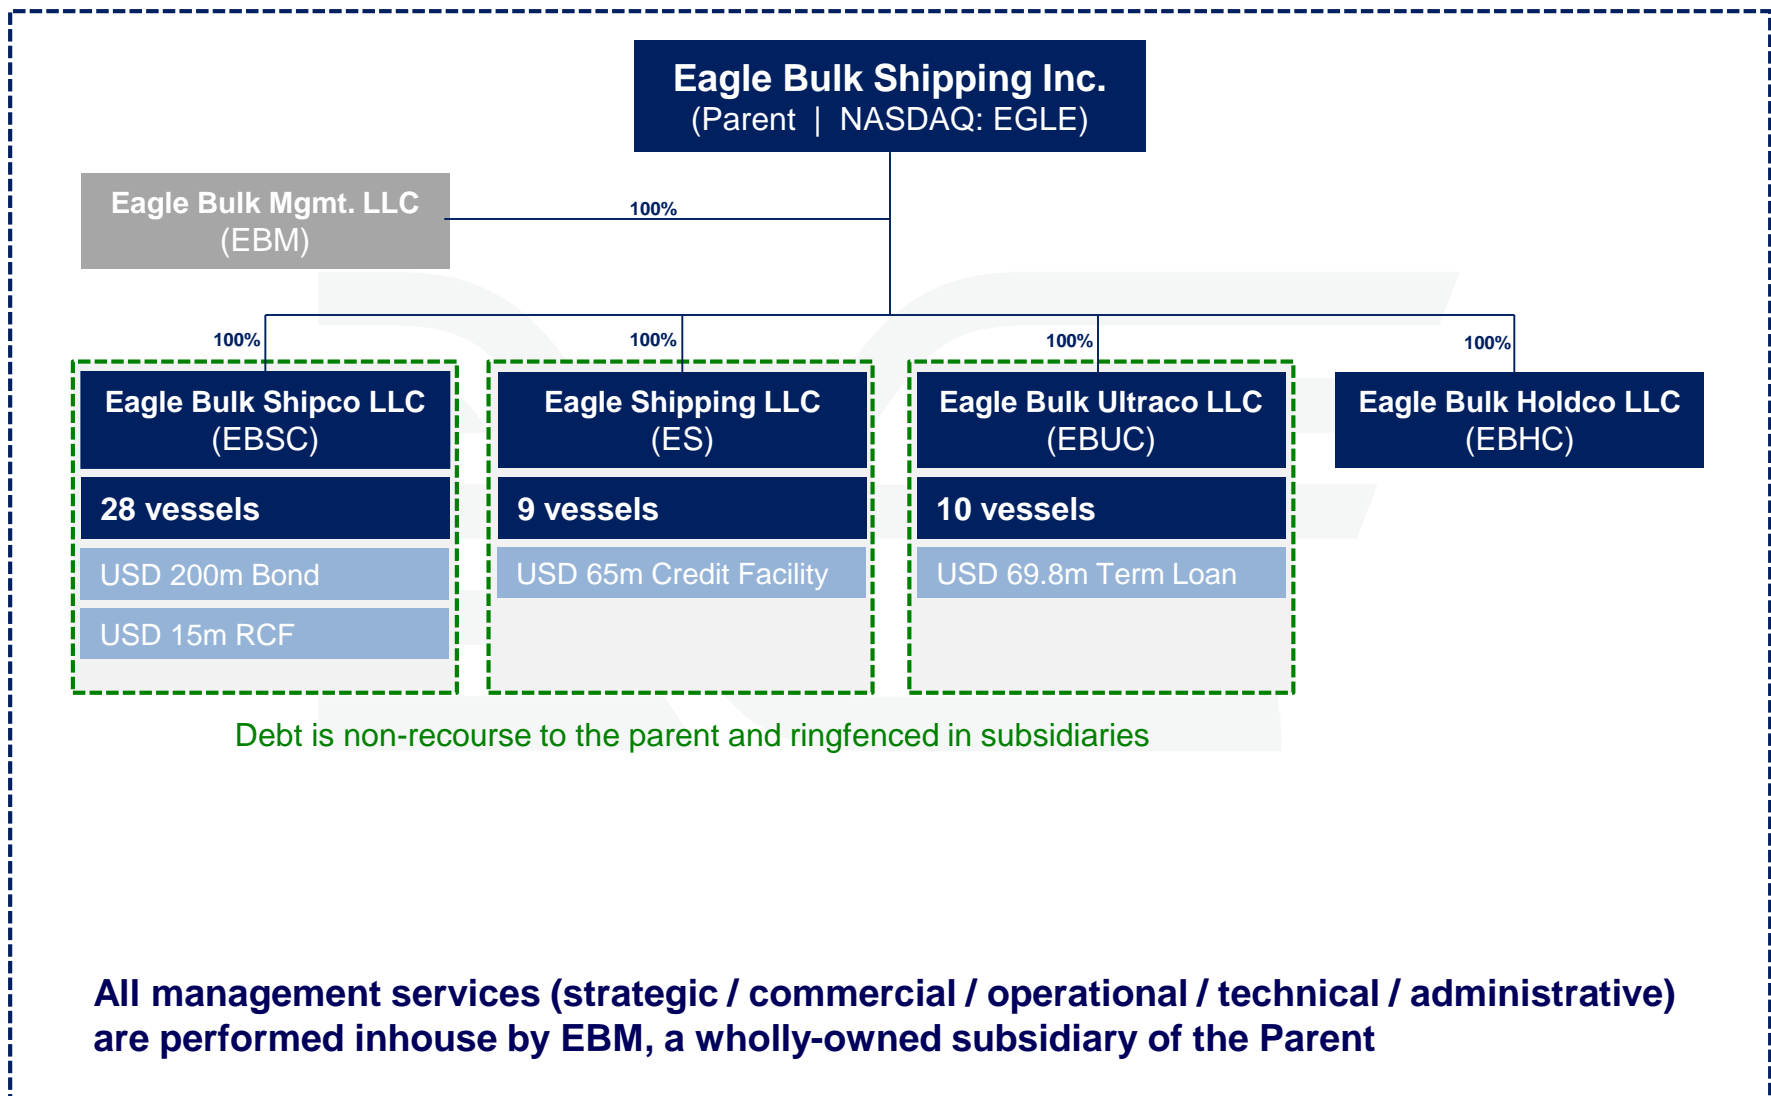 Eagle Bulk Shipping Inc.
(Parent | NASDAQ: EGLE)
Eagle Bulk Mgmt. LLC
(EBM)
100%
100%
100%
100%
100%
Eagle Bulk Shipco LLC
(EBSC)
28 vessels
USD 200m Bond
USD 15m RCF
Eagle Shipping LLC
(ES)
9 vessels
USD 65m Credit Facility
Eagle Bulk Ultraco LLC
(EBUC)
10 vessels
USD 69.8m Term Loan
Eagle Bulk Holdco LLC
(EBHC)
Debt is non-recourse to the parent and ringfenced in subsidiaries
All management services (strategic / commercial / operational / technical / administrative)
are performed inhouse by EBM, a wholly-owned subsidiary of the Parent